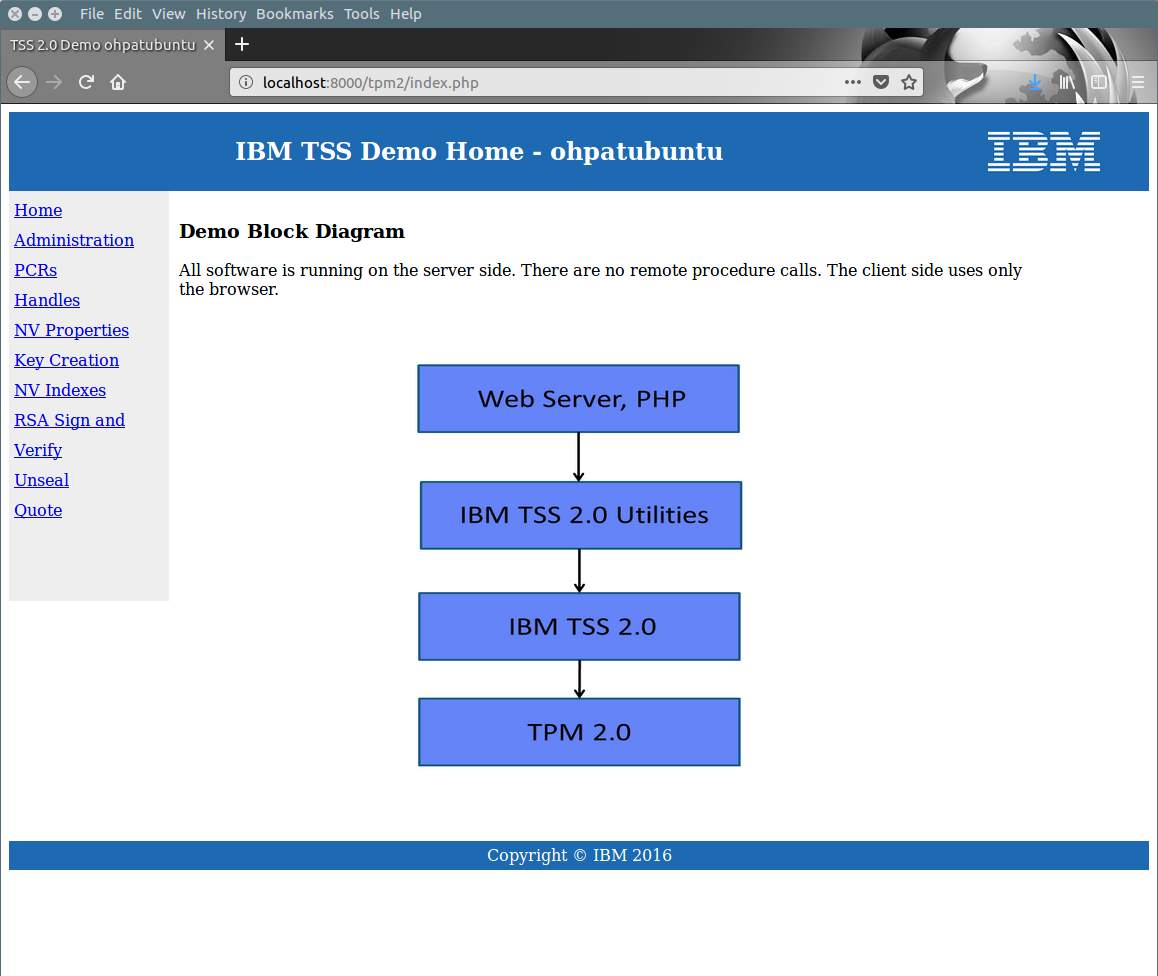 File Edit View History Bookmarks Tools Help
TSS 2.0 Demo ohpatubuntu
localhost:8000/tpm2/index.php
IBM TSS Demo Home - ohpatubuntu
IBM
Home
Administration
PCRs
Handles
NV Properties
Key Creation
NV Indexes
RSA Sign and
Verify
Unseal
Quote
Demo Block Diagram
All software is running on the server side. There are no remote procedure calls. The client side uses only
the browser.
Web Server, PHP
IBM TSS 2.0 Utilities
IBM TSS 2.0
TPM 2.0
Copyright © IBM 2016